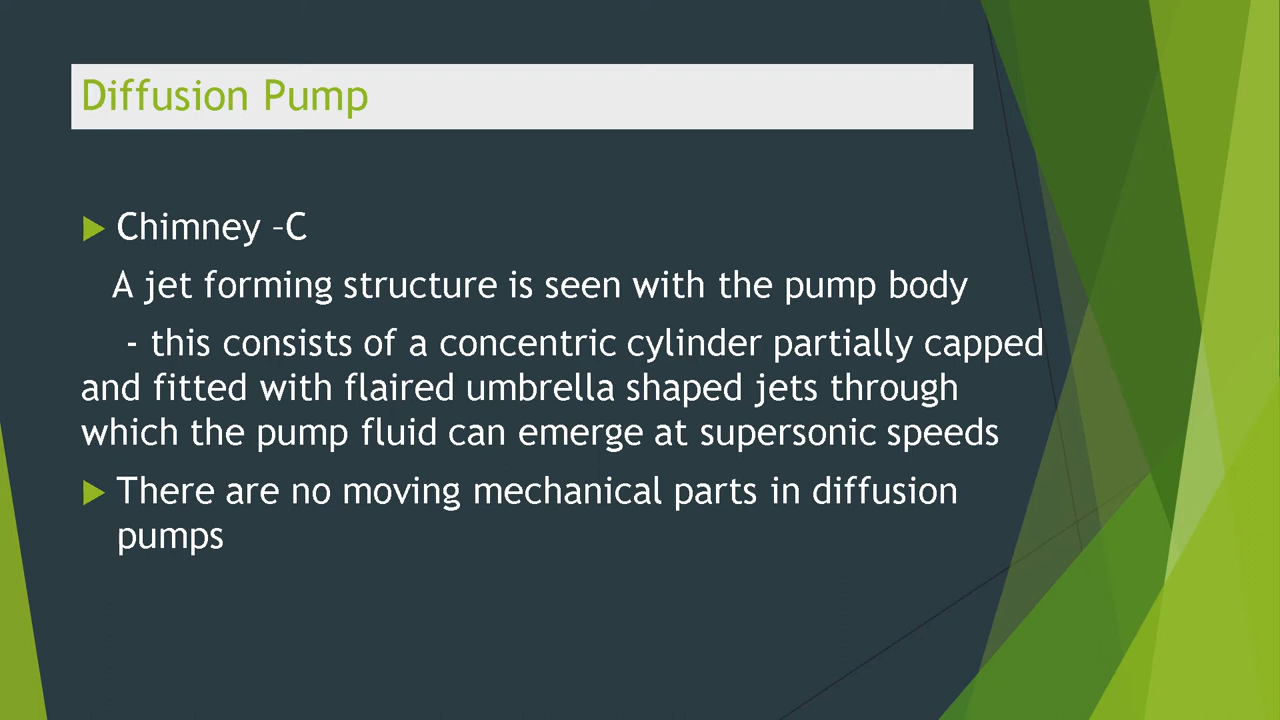 Diffusion Pump
Chimney –C
A jet forming structure is seen with the pump body
- this consists of a concentric cylinder partially capped
and fitted with flaired umbrella shaped jets through
which the pump fluid can emerge at supersonic speeds
There are no moving mechanical parts in diffusion
pumps